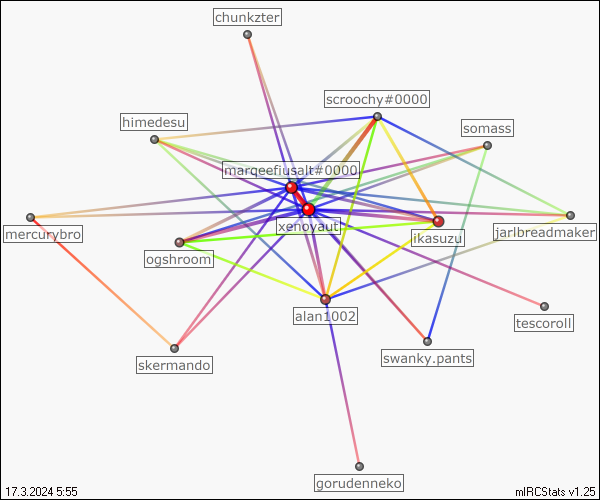 chunkzter
scroochy#0000
himedesu
somass
marqeefiusalt#0000
xenoyaut
mercurybro
ikasuzu
jarlbreadmaker
ogshroom
alan1002
tescoroll
skermando
swanky.pants
gorudenneko
17.3.2024 5:55
mIRCStats v1.25